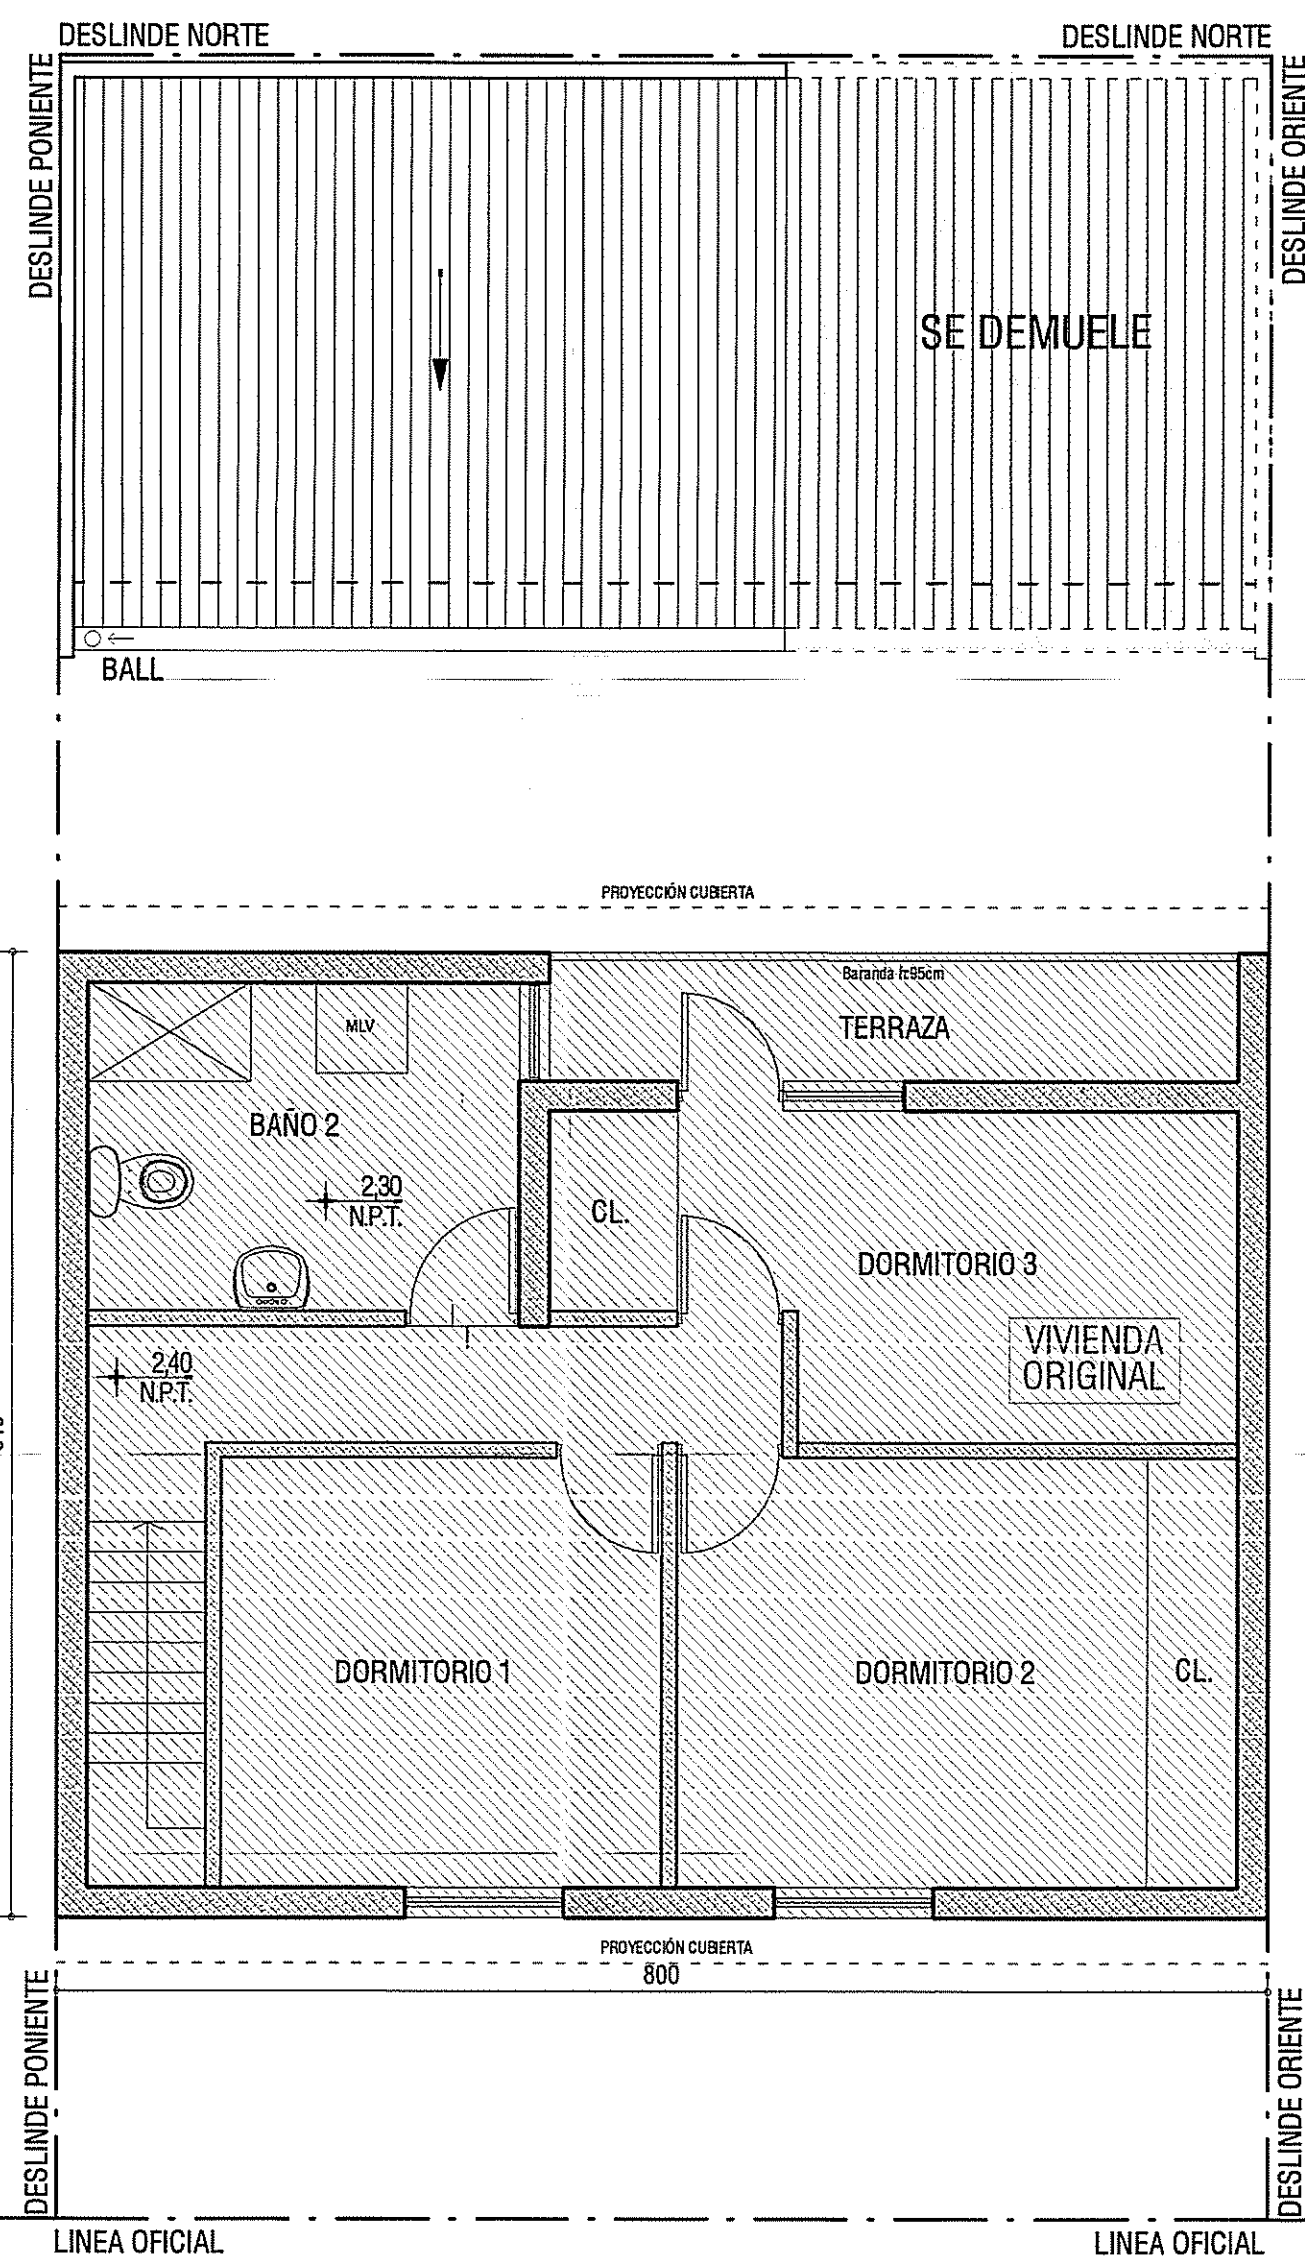 DESLINDE NORTE
DESLINDE NORTE
DESLINDE PONIENTE
DESLINDE ORIENTE
SE DEMUELE
BALL
PROYECCIÓN CUBIERTA
Baranda h:95cm
TERRAZA
MLV
BAÑO 2
2,30
N.P.T.
CL.
DORMITORIO 3
VIVIENDA
ORIGINAL
2,40
N.P.T.
DORMITORIO 1
DORMITORIO 2
CL.
PROYECCIÓN CUBIERTA
800
DESLINDE PONIENTE
DESLINDE ORIENTE
LINEA OFICIAL
LINEA OFICIAL